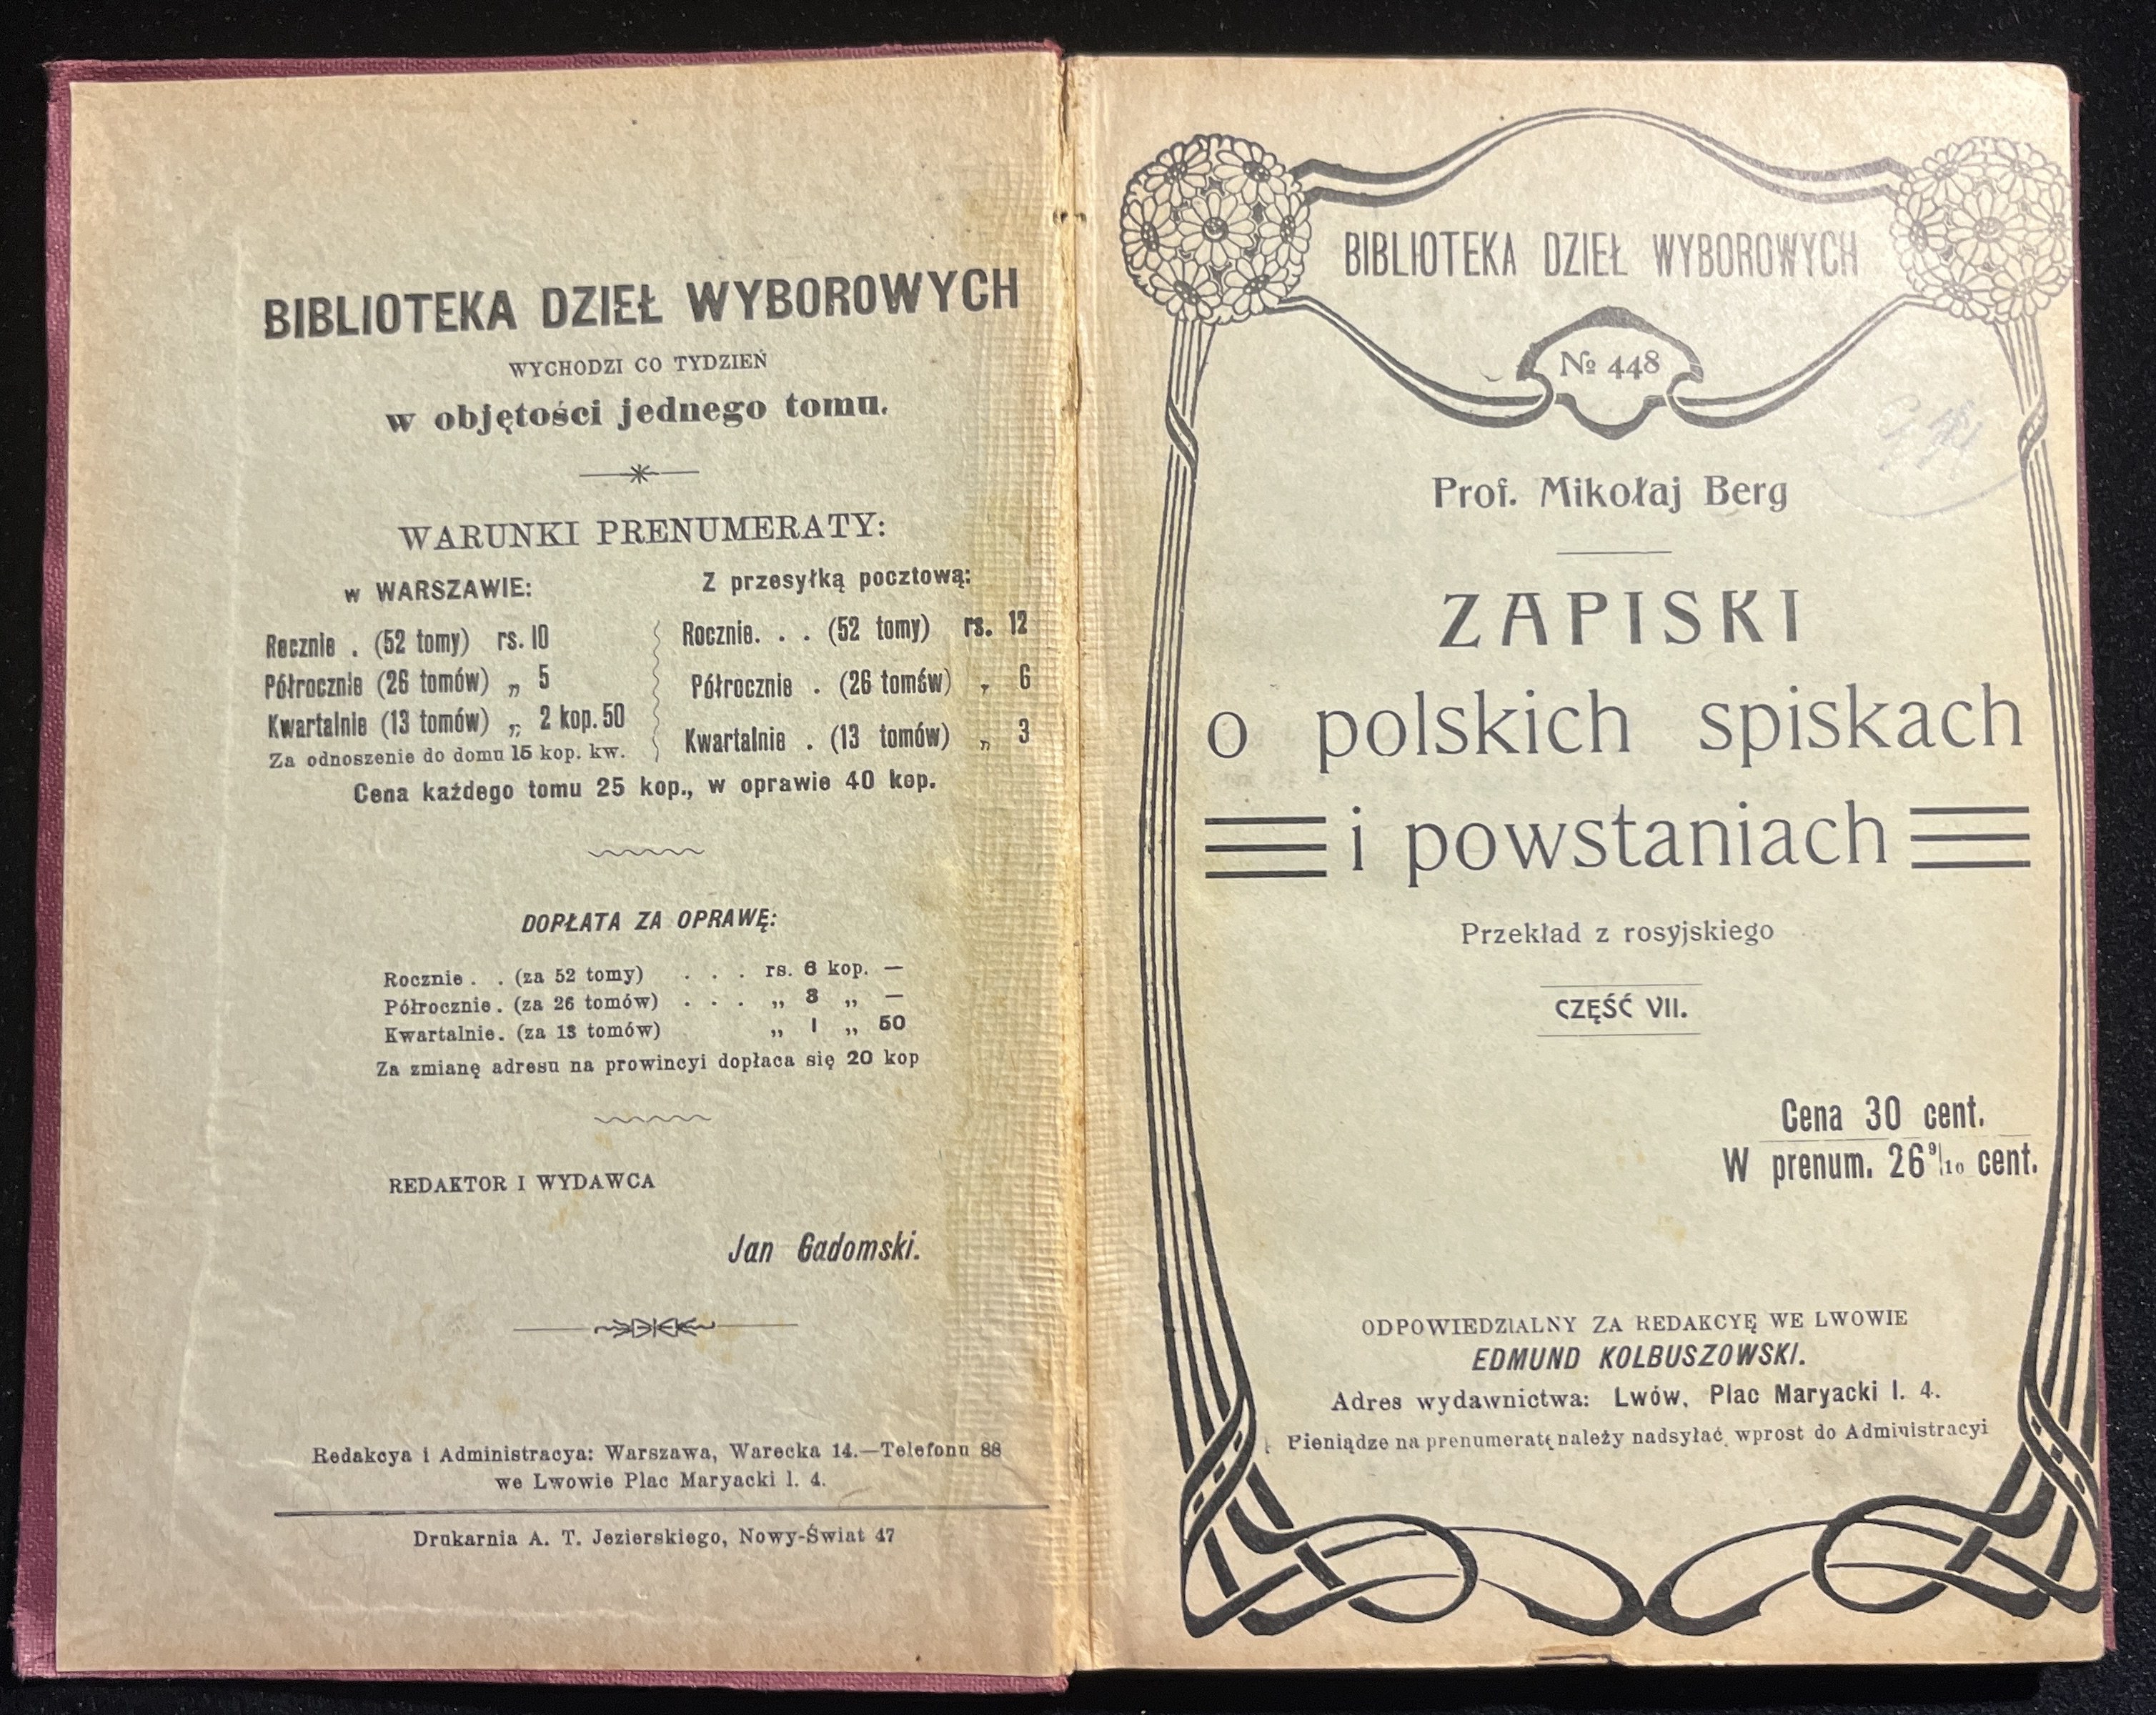 BIBLIOTEKA DZIEŁ WYBOROWYCH
WYCHODZI CO TYDZIEŃ
w objętości jednego tomu.
WARUNKI PRENUMERATY:
w WARSZAWIE:
Rocznie . (52 tomy) rs. 10
Półrocznie (26 tomów) „ 5
Kwartalnie (13 tomów) „ 2 kop. 50
Za odnoszenie do domu 15 kop. kw.
Z przesyłką pocztową:
Rocznie. . . (52 tomy) rs. 12
Półrocznie . (26 tomów) „ 6
Kwartalnie . (13 tomów) „ 3
Cena każdego tomu 25 kop., w oprawie 40 kop.
DOPŁATA ZA OPRAWĘ:
Rocznie . . (za 52 tomy) . . . rs. 6 kop. —
Półrocznie . (za 26 tomów) . . . „ 3 „ —
Kwartalnie . (za 13 tomów) „ 1 „ 50
Za zmianę adresu na prowincyi dopłaca się 20 kop
REDAKTOR I WYDAWCA
Jan Gadomski.
Redakcya i Administracya: Warszawa, Warecka 14.—Telefonu 88
we Lwowie Plac Maryacki l. 4.
Drukarnia A. T. Jezierskiego, Nowy-Świat 47
BIBLIOTEKA DZIEŁ WYBOROWYCH
№ 448
Prof. Mikołaj Berg
ZAPISKI
o polskich spiskach
i powstaniach
Przekład z rosyjskiego
CZĘŚĆ VII.
Cena 30 cent.
W prenum. 26 9/10 cent.
ODPOWIEDZIALNY ZA REDAKCYĘ WE LWOWIE
EDMUND KOLBUSZOWSKI.
Adres wydawnictwa: Lwów, Plac Maryacki l. 4.
Pieniądze na prenumeratę należy nadsyłać wprost do Administracyi